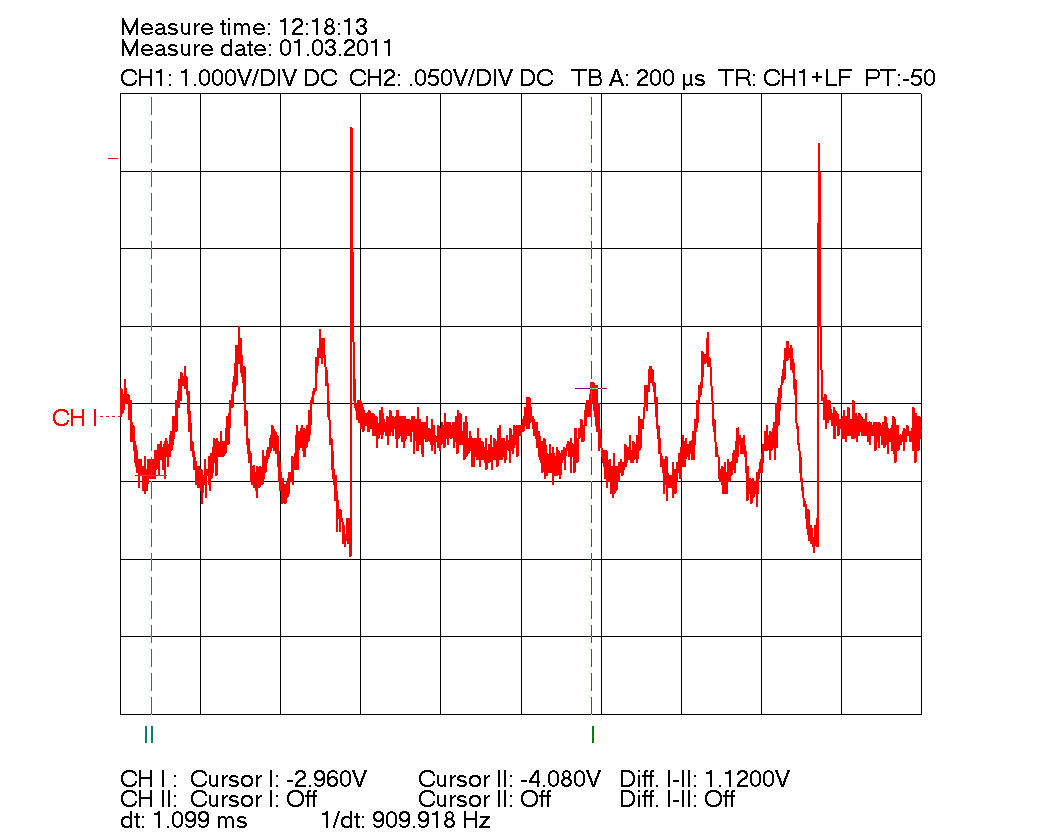 Measure time: 12:18:13
Measure date: 01.03.2011
CH1: 1.000V/DIV DC CH2: .050V/DIV DC TB A: 200 µs TR: CH1+LF PT:-50
CH I
II I
CH I : Cursor I: -2.960V Cursor II: -4.080V Diff. I-II: 1.1200V
CH II: Cursor I: Off Cursor II: Off Diff. I-II: Off
dt: 1.099 ms 1/dt: 909.918 Hz